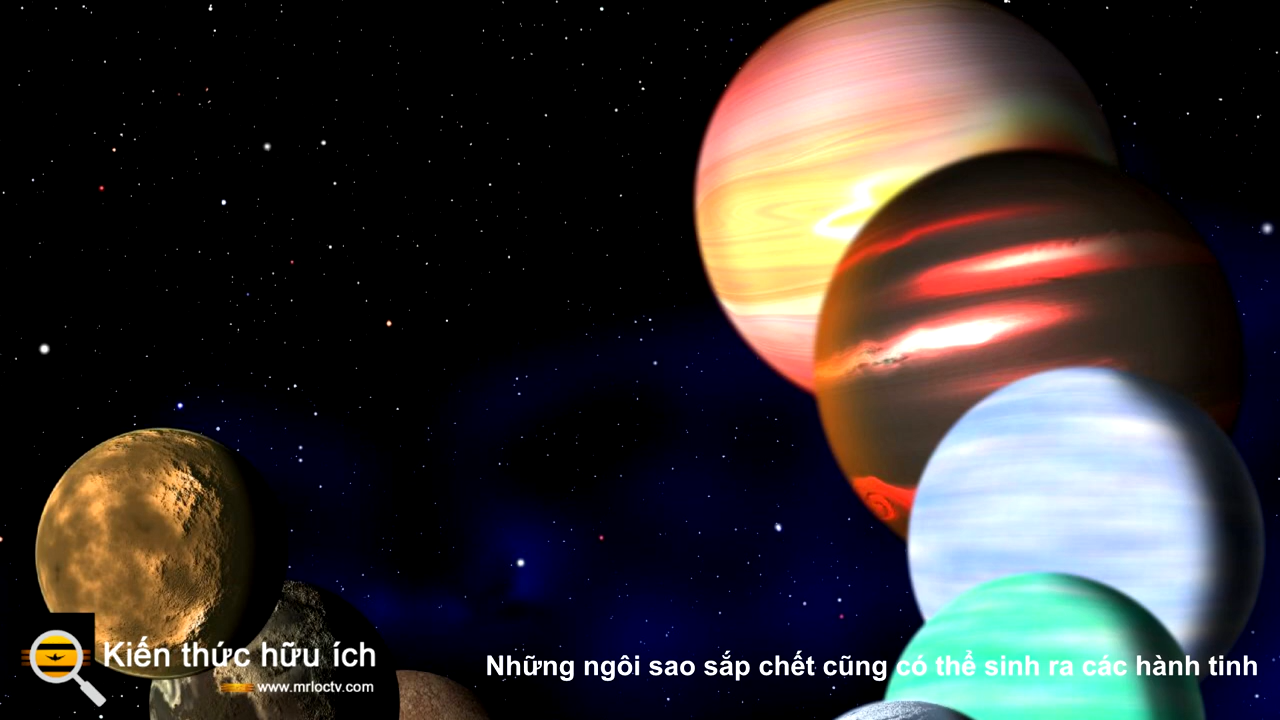 Kiến thức hữu ích
www.mrloctv.com
Những ngôi sao sắp chết cũng có thể sinh ra các hành tinh